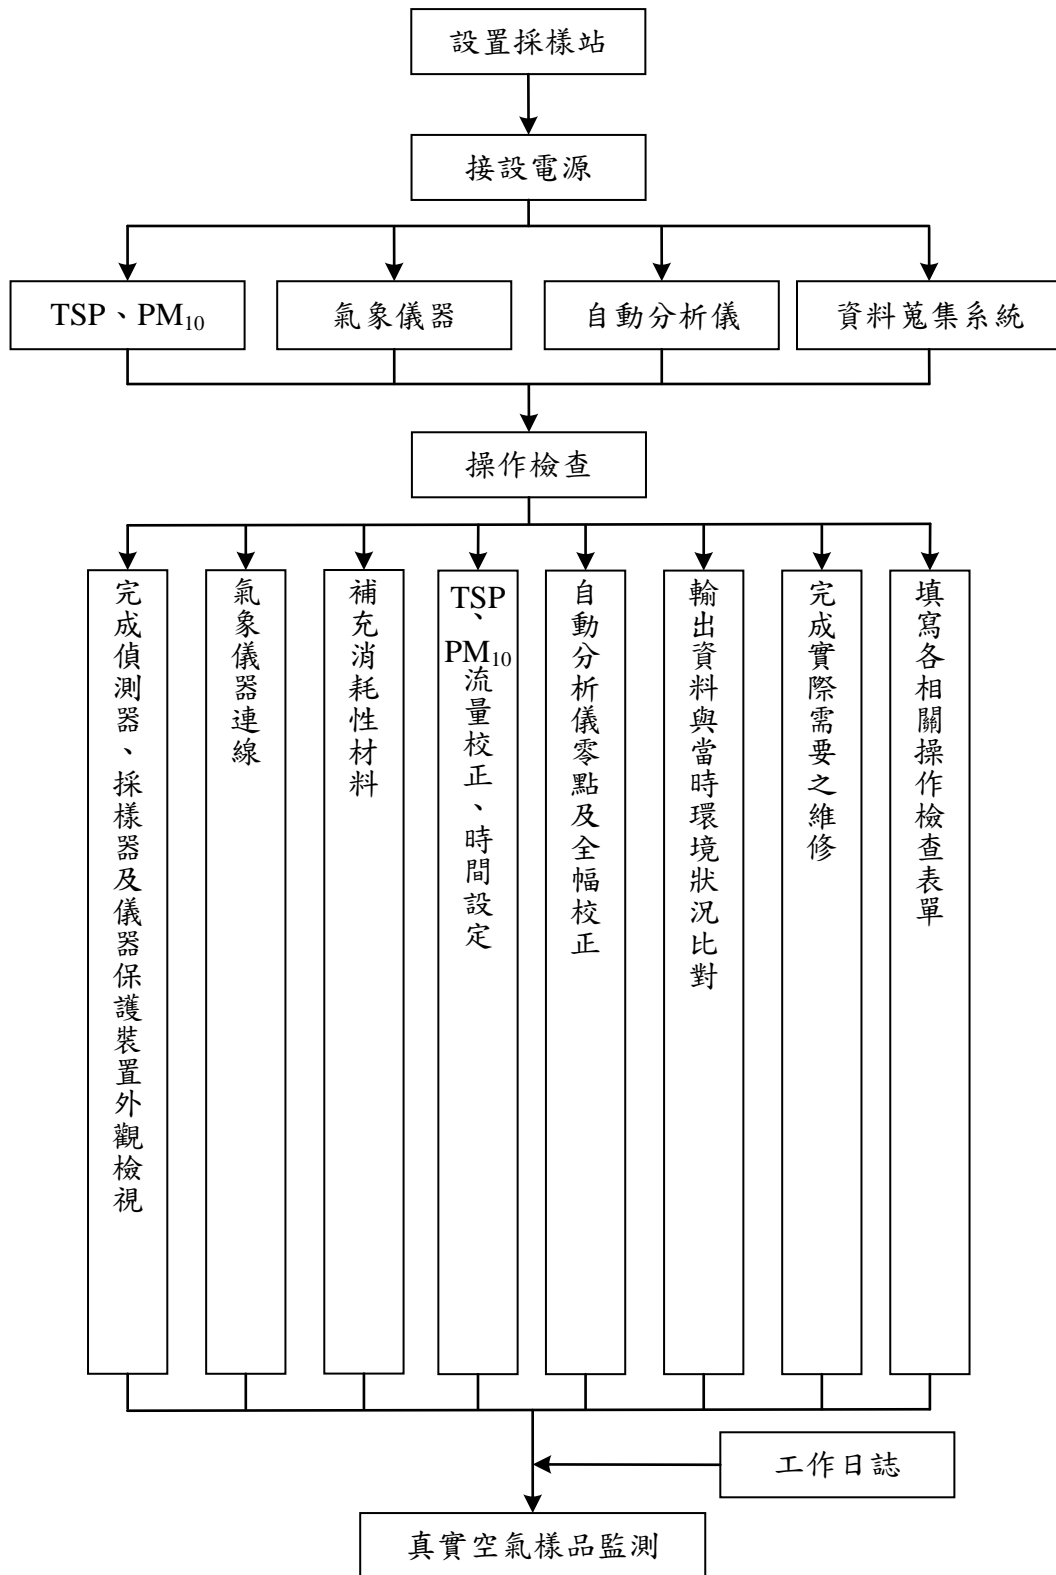 設置採樣站
接設電源
TSP、PM₁₀
氣象儀器
自動分析儀
資料蒐集系統
操作檢查
完成偵測器、採樣器及儀器保護裝置外觀檢視
氣象儀器連線
補充消耗性材料
TSP、PM₁₀流量校正、時間設定
自動分析儀零點及全幅校正
輸出資料與當時環境狀況比對
完成實際需要之維修
填寫各相關操作檢查表單
工作日誌
真實空氣樣品監測